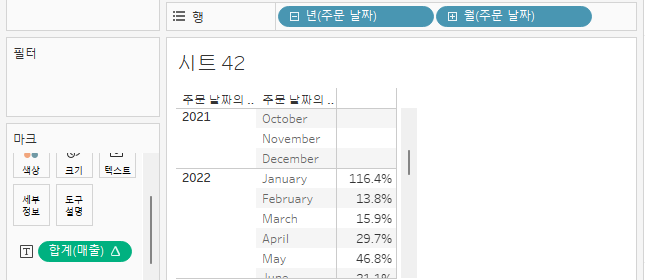 행
년(주문 날짜)
월(주문 날짜)
필터
마크
색상
크기
텍스트
세부
정보
도구
설명
T
합계(매출) Δ
시트 42
주문 날짜의 ..
주문 날짜의 ..
2021
October
November
December
2022
January
116.4%
February
13.8%
March
15.9%
April
29.7%
May
46.8%